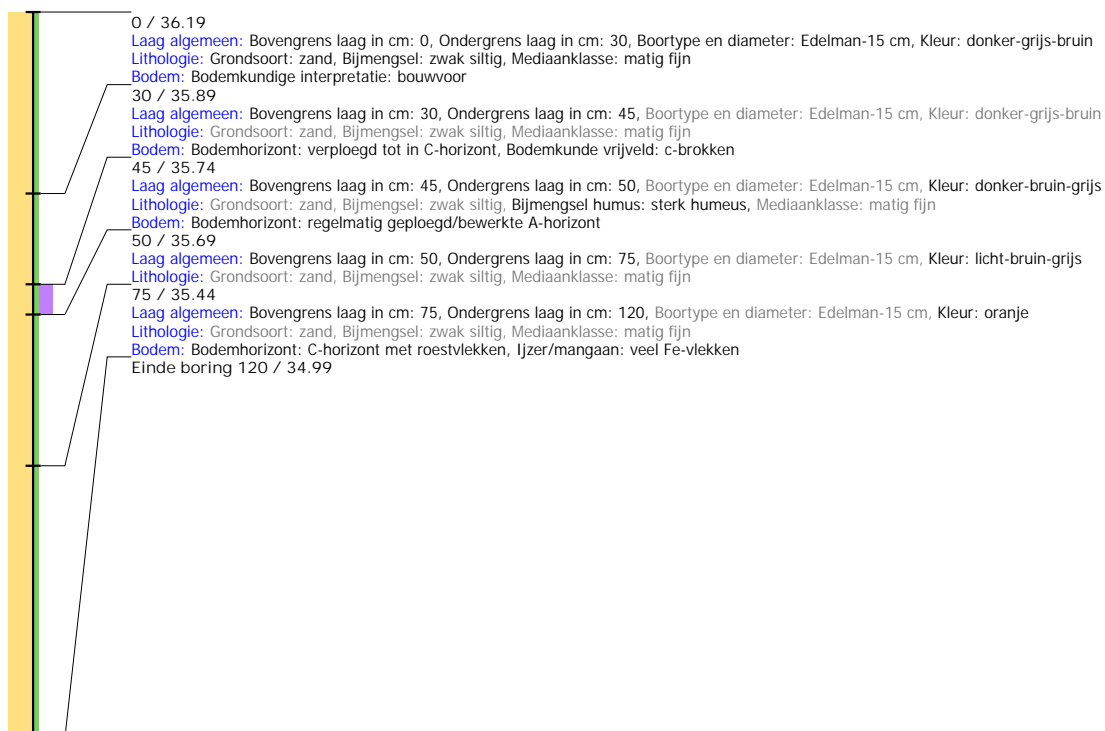 0 / 36.19
Laag algemeen: Bovengrens laag in cm: 0, Ondergrens laag in cm: 30, Boortype en diameter: Edelman-15 cm, Kleur: donker-grijs-bruin
Lithologie: Grondsoort: zand, Bijmengsel: zwak siltig, Mediaanklasse: matig fijn
Bodem: Bodemkundige interpretatie: bouwvoor
30 / 35.89
Laag algemeen: Bovengrens laag in cm: 30, Ondergrens laag in cm: 45, Boortype en diameter: Edelman-15 cm, Kleur: donker-grijs-bruin
Lithologie: Grondsoort: zand, Bijmengsel: zwak siltig, Mediaanklasse: matig fijn
Bodem: Bodemhorizont: verploegd tot in C-horizont, Bodemkunde vrijveld: c-brokken
45 / 35.74
Laag algemeen: Bovengrens laag in cm: 45, Ondergrens laag in cm: 50, Boortype en diameter: Edelman-15 cm, Kleur: donker-bruin-grijs
Lithologie: Grondsoort: zand, Bijmengsel: zwak siltig, Bijmengsel humus: sterk humeus, Mediaanklasse: matig fijn
Bodem: Bodemhorizont: regelmatig geploegd/bewerkte A-horizont
50 / 35.69
Laag algemeen: Bovengrens laag in cm: 50, Ondergrens laag in cm: 75, Boortype en diameter: Edelman-15 cm, Kleur: licht-bruin-grijs
Lithologie: Grondsoort: zand, Bijmengsel: zwak siltig, Mediaanklasse: matig fijn
75 / 35.44
Laag algemeen: Bovengrens laag in cm: 75, Ondergrens laag in cm: 120, Boortype en diameter: Edelman-15 cm, Kleur: oranje
Lithologie: Grondsoort: zand, Bijmengsel: zwak siltig, Mediaanklasse: matig fijn
Bodem: Bodemhorizont: C-horizont met roestvlekken, Ijzer/mangaan: veel Fe-vlekken
Einde boring 120 / 34.99